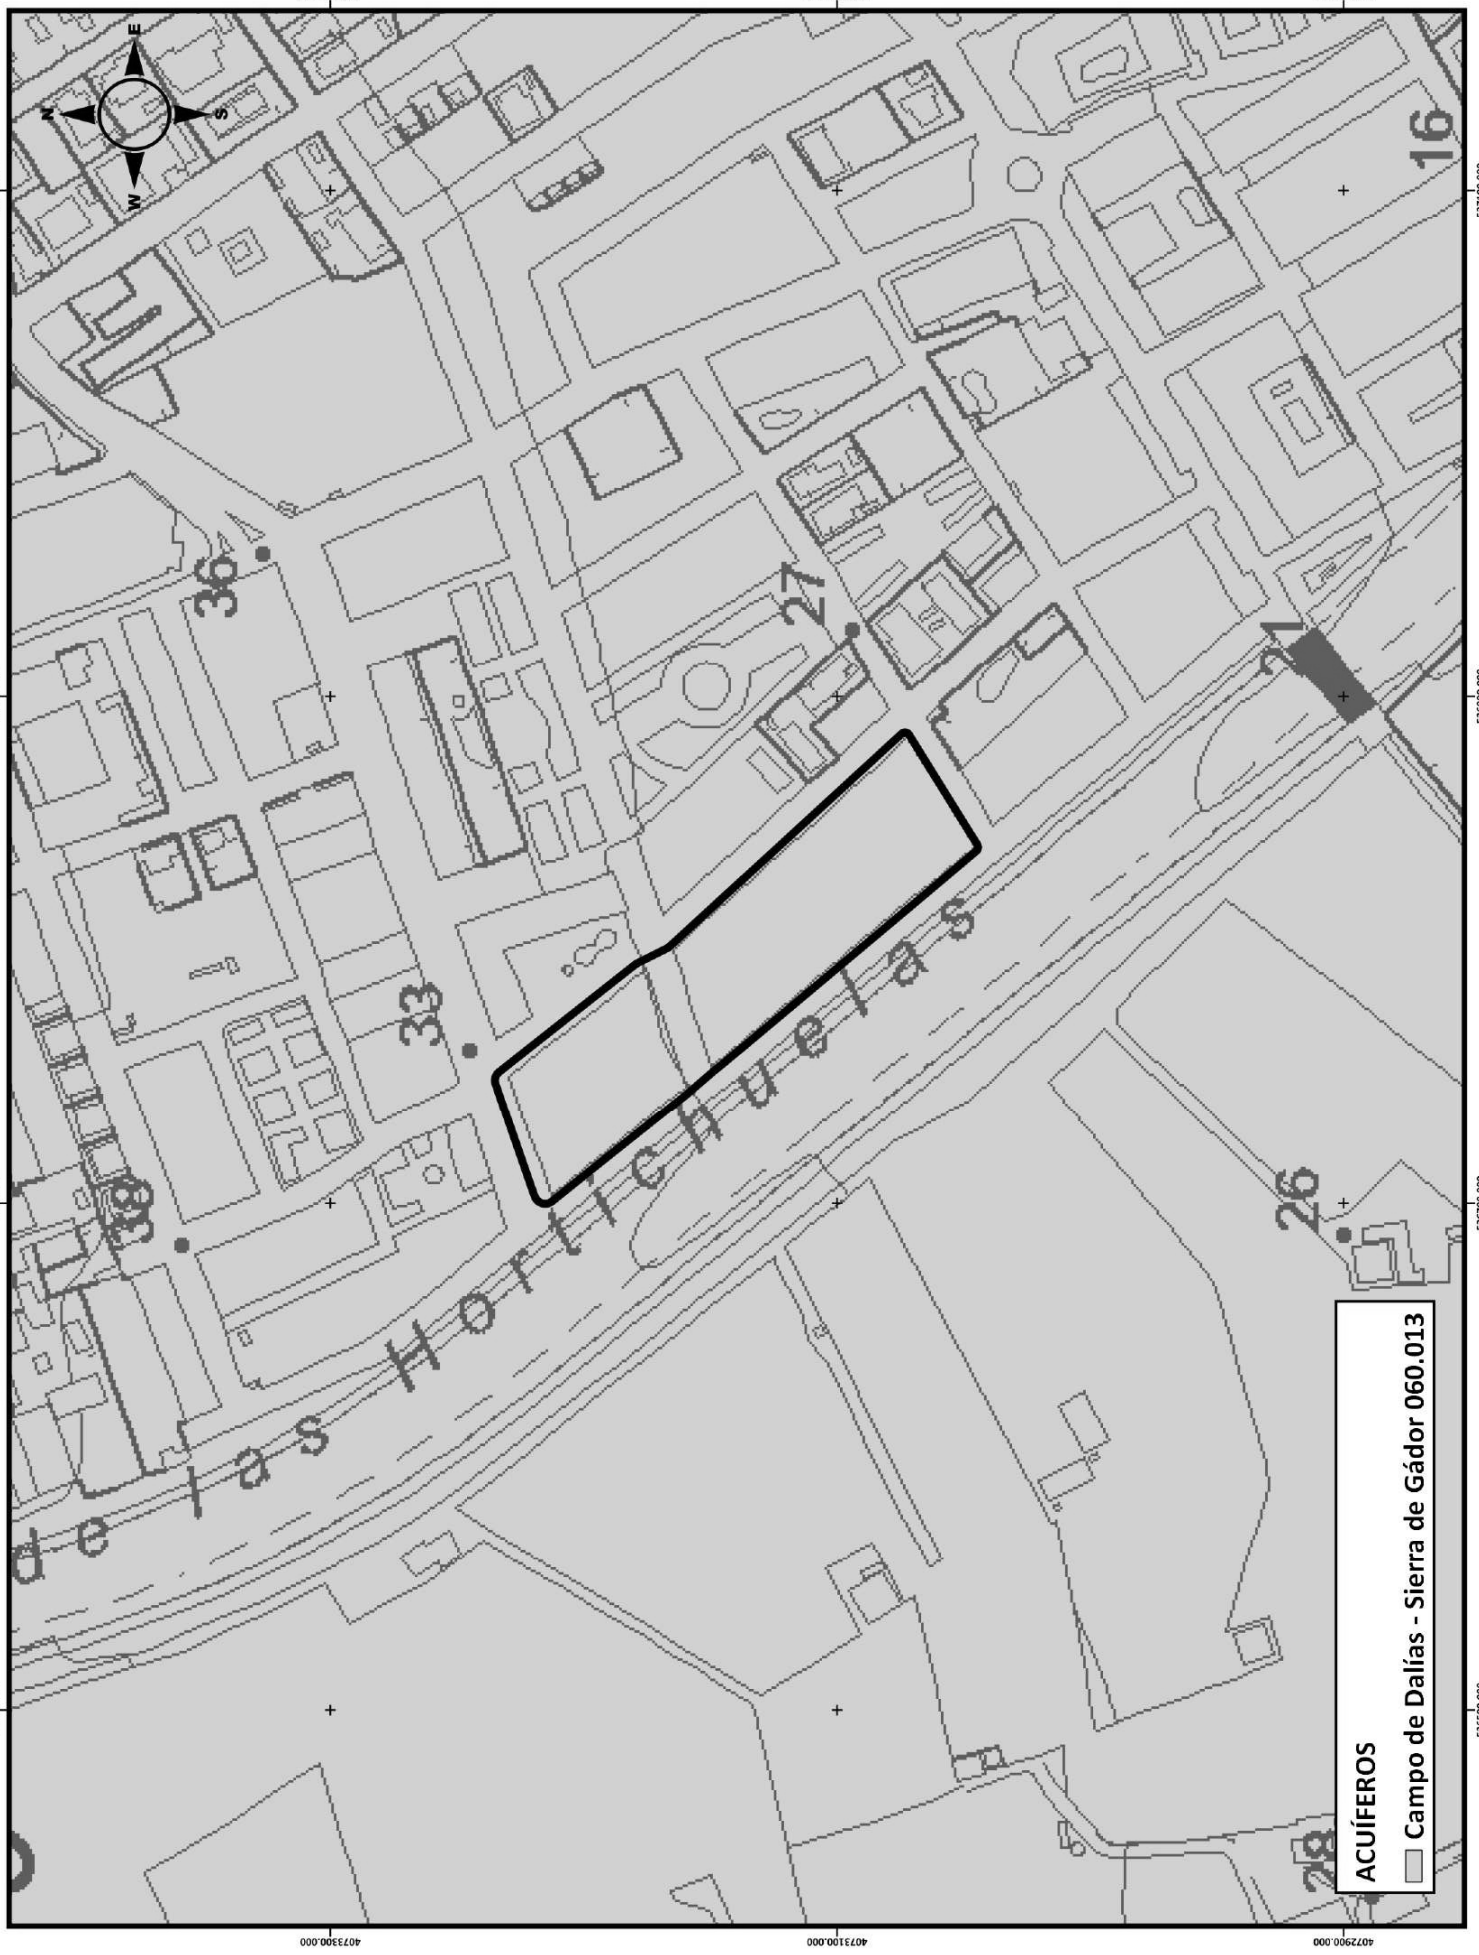 N
E
S
W
36
16
27
33
21
38
de las Hortichuelas
26
28
ACUÍFEROS
Campo de Dalías - Sierra de Gádor 060.013
4073300.000
4073100.000
4072900.000